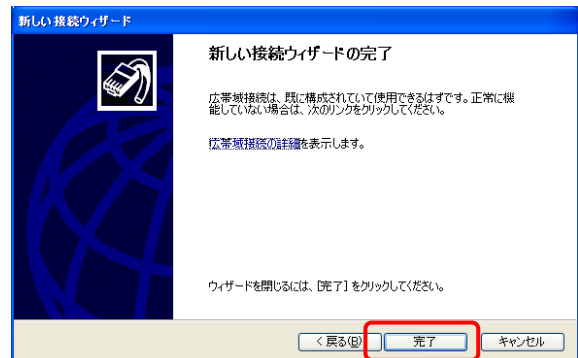 新しい接続ウィザード
新しい接続ウィザードの完了
広帯域接続は、既に構成されていて使用できるはずです。正常に機
能していない場合は、次のリンクをクリックしてください。
広帯域接続の詳細を表示します。
ウィザードを閉じるには、[完了] をクリックしてください。
< 戻る(B)
完了
キャンセル